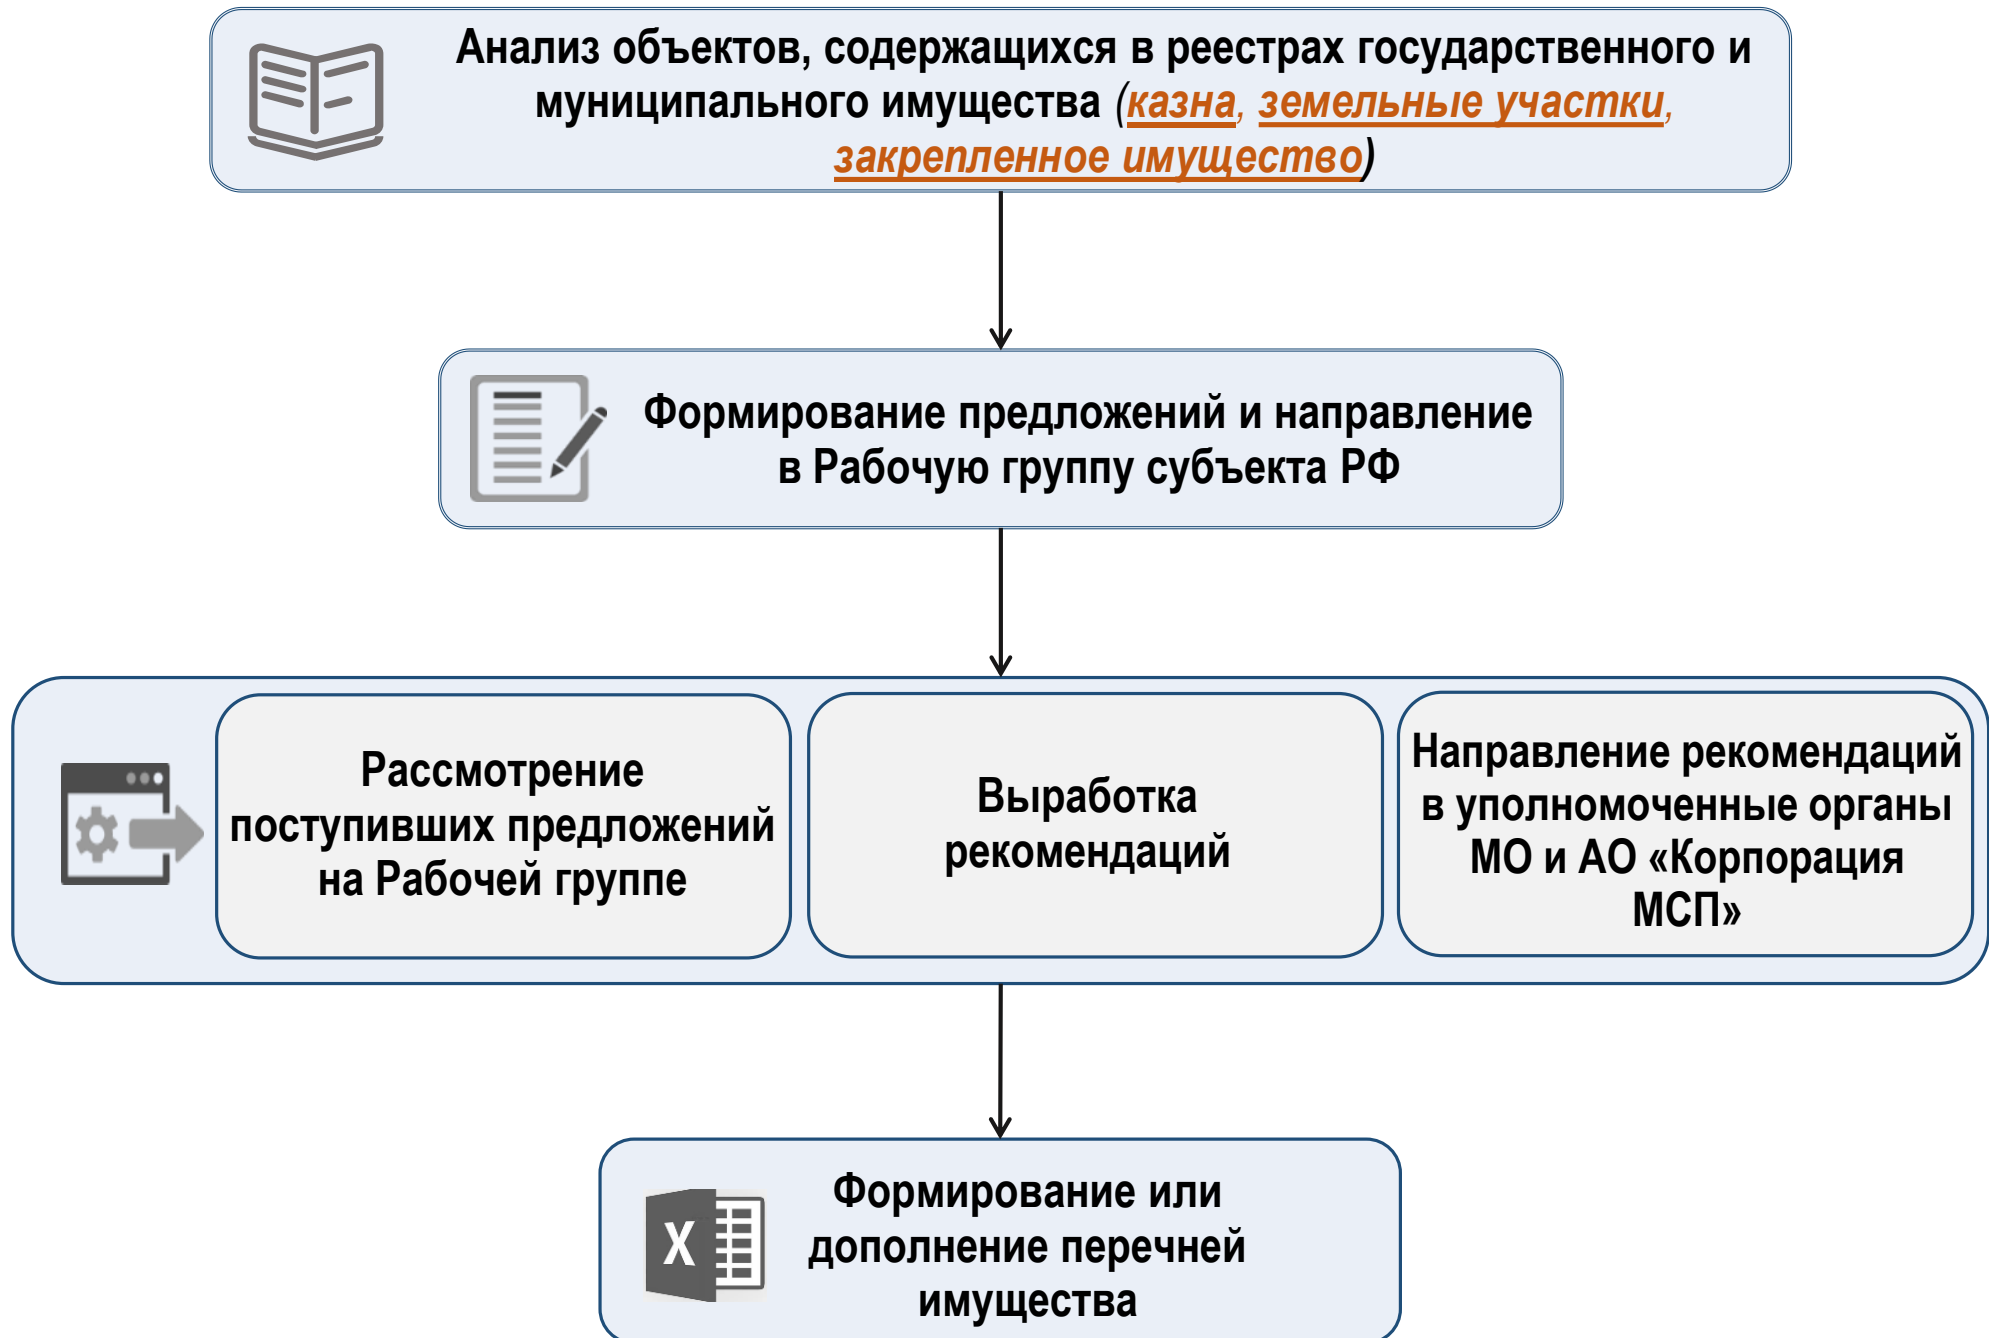 Анализ объектов, содержащихся в реестрах государственного и
муниципального имущества (казна, земельные участки,
закрепленное имущество)
Формирование предложений и направление
в Рабочую группу субъекта РФ
Рассмотрение
поступивших предложений
на Рабочей группе
Выработка
рекомендаций
Направление рекомендаций
в уполномоченные органы
МО и АО «Корпорация
МСП»
X
Формирование или
дополнение перечней
имущества